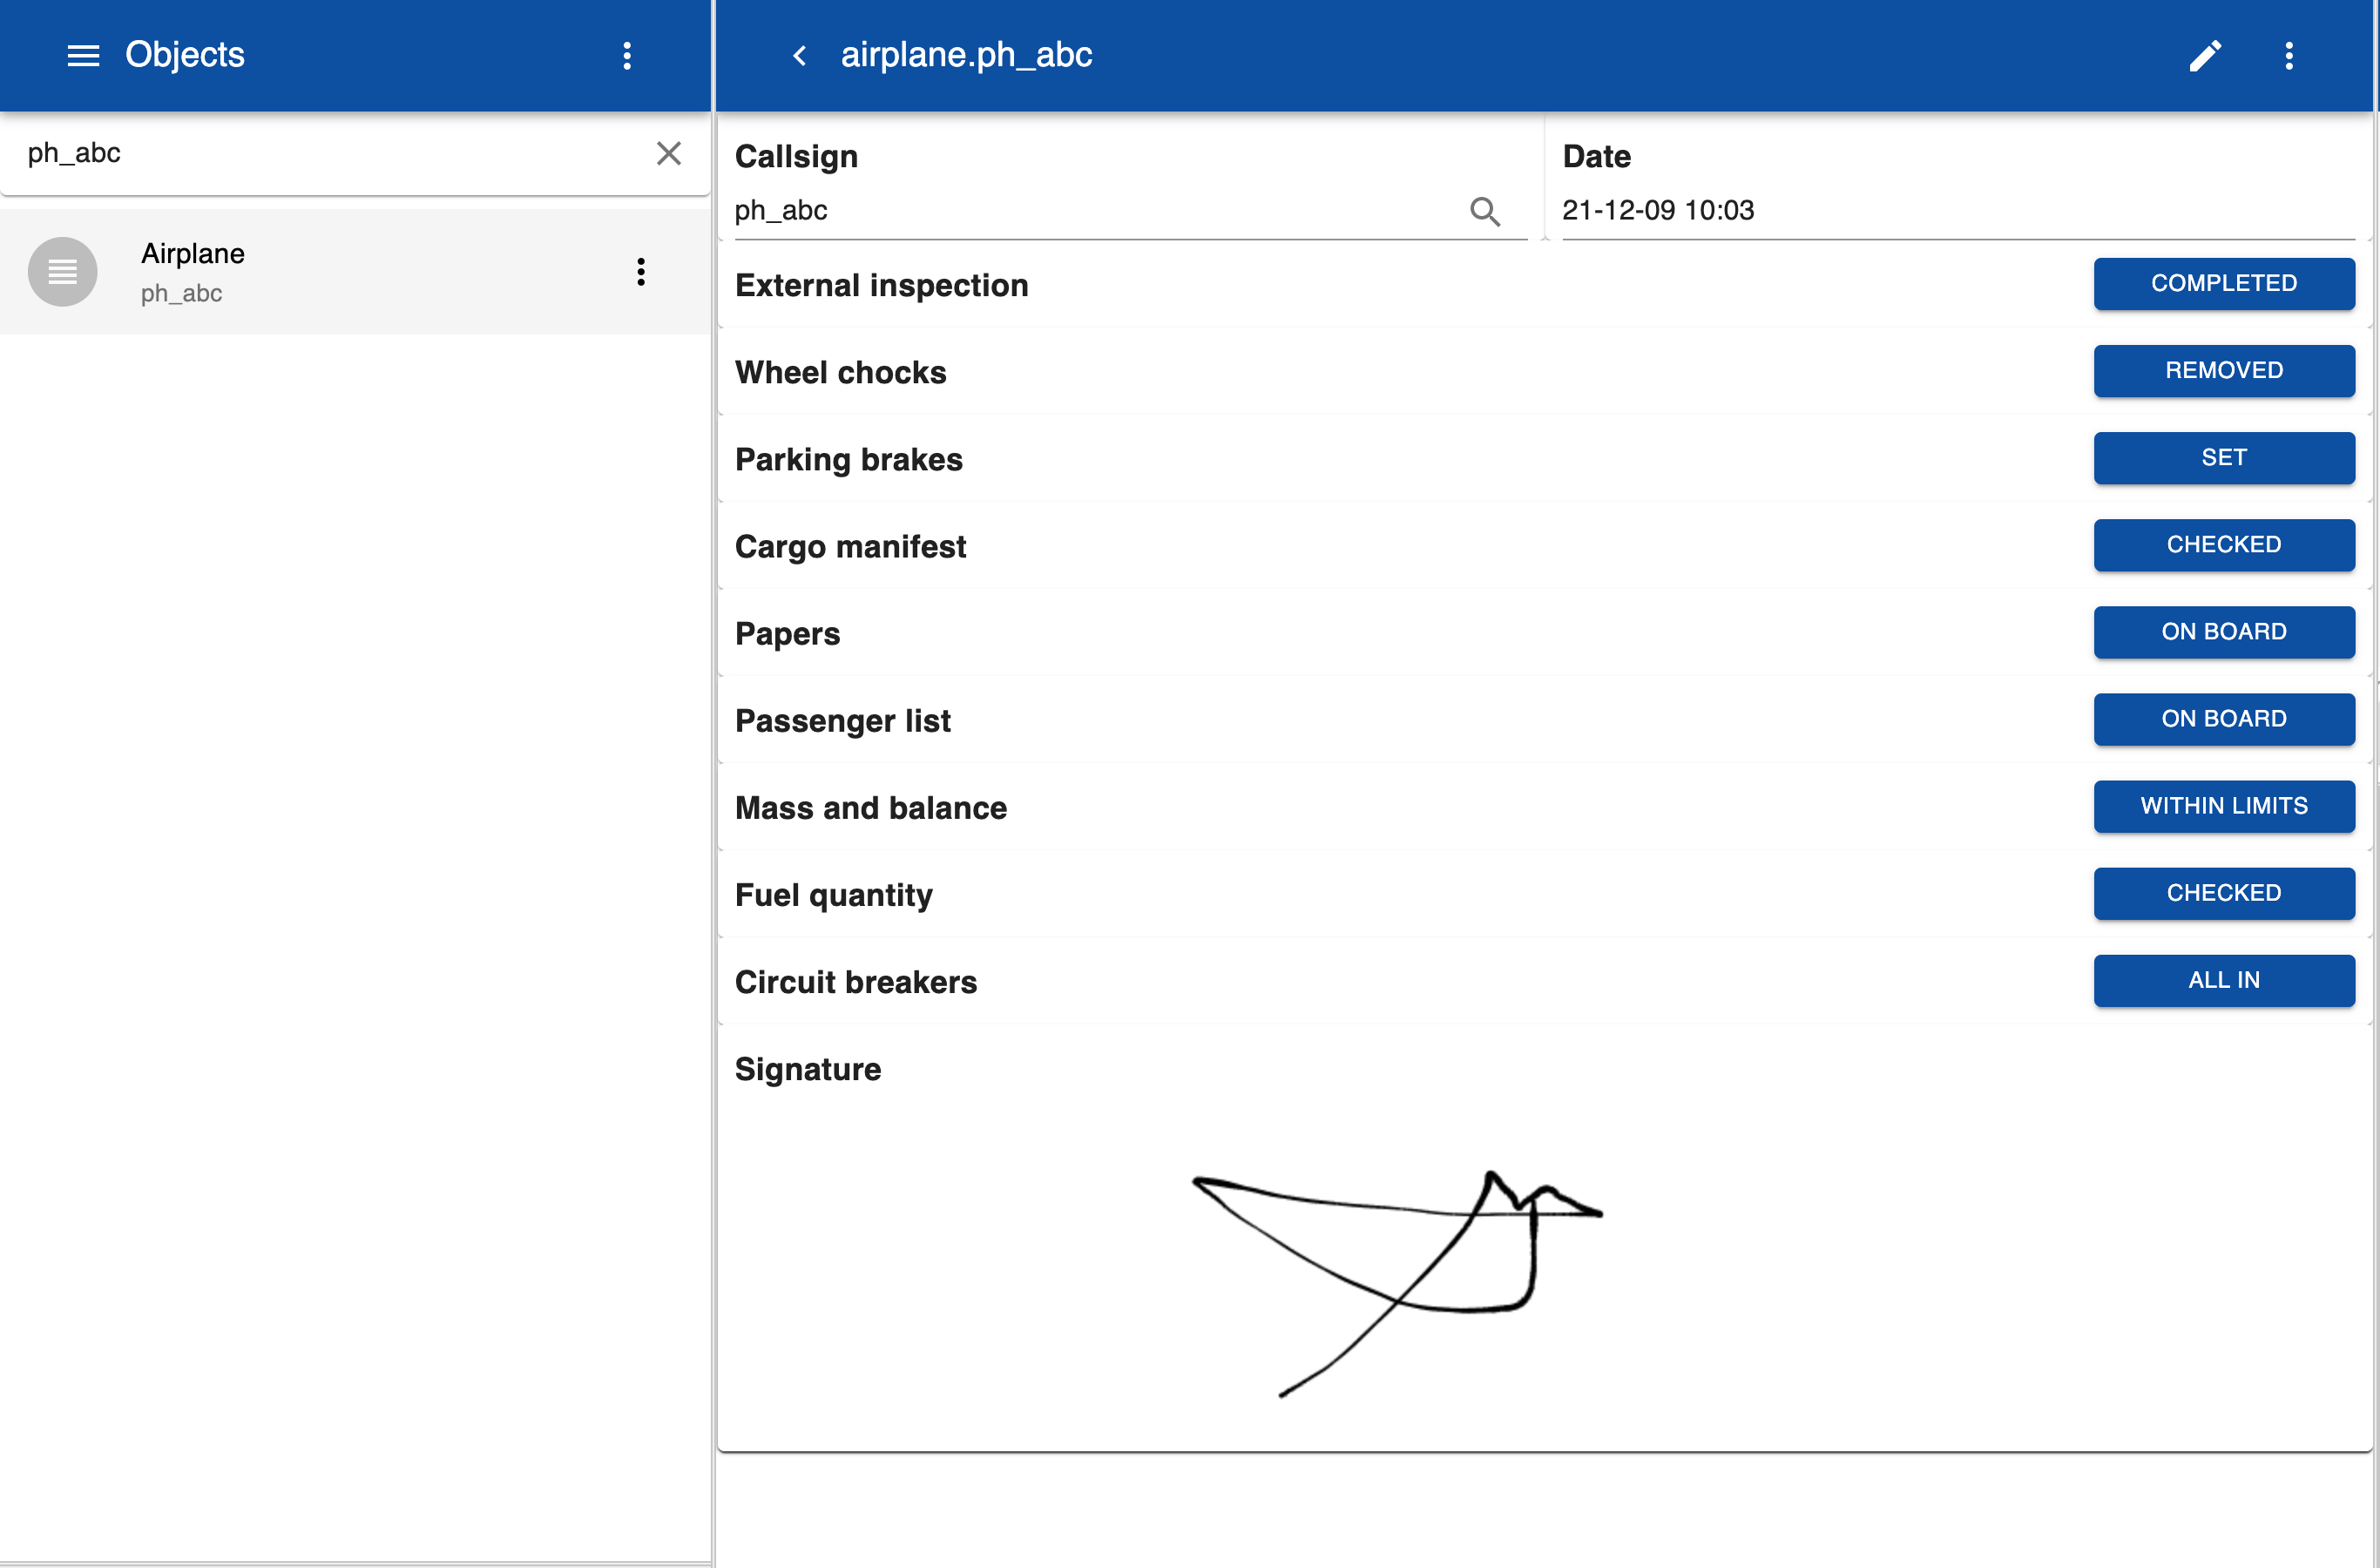 Objects
ph_abc
Airplane
ph_abc
airplane.ph_abc
Callsign
ph_abc
Date
21-12-09 10:03
External inspection COMPLETED
Wheel chocks REMOVED
Parking brakes SET
Cargo manifest CHECKED
Papers ON BOARD
Passenger list ON BOARD
Mass and balance WITHIN LIMITS
Fuel quantity CHECKED
Circuit breakers ALL IN
Signature